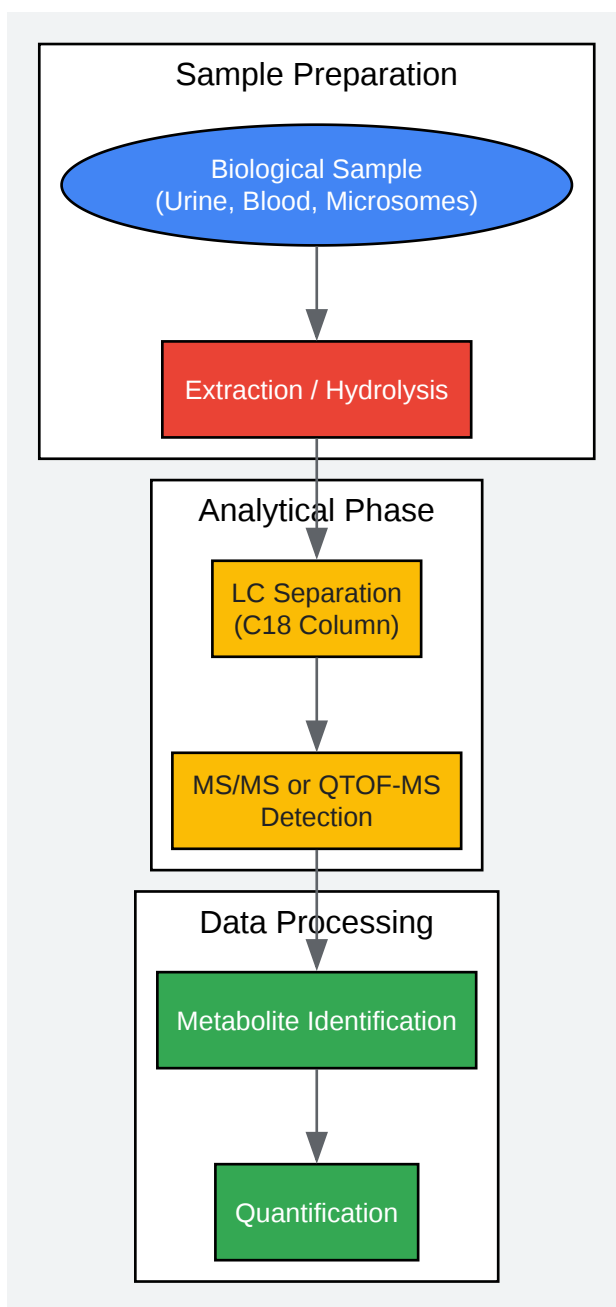 Sample Preparation
Biological Sample
(Urine, Blood, Microsomes)
Extraction / Hydrolysis
Analytical Phase
LC Separation
(C18 Column)
MS/MS or QTOF-MS
Detection
Data Processing
Metabolite Identification
Quantification